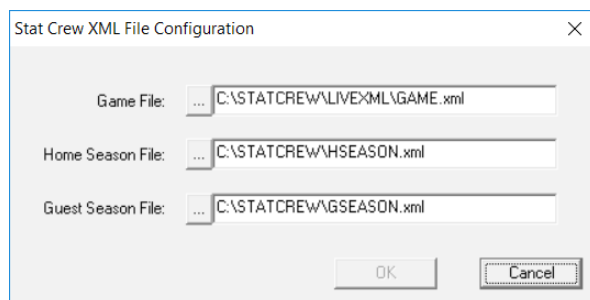 Stat Crew XML File Configuration
Game File: ... C:\STATCREW\LIVEXML\GAME.xml
Home Season File: ... C:\STATCREW\HSEASON.xml
Guest Season File: ... C:\STATCREW\GSEASON.xml
OK Cancel